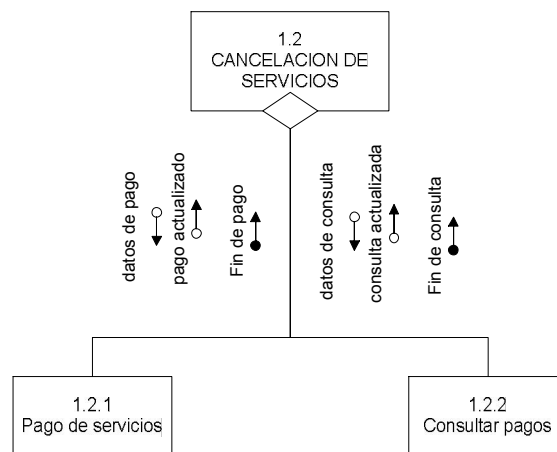 1.2
CANCELACION DE
SERVICIOS
datos de pago
pago actualizado
Fin de pago
datos de consulta
consulta actualizada
Fin de consulta
1.2.1
Pago de servicios
1.2.2
Consultar pagos